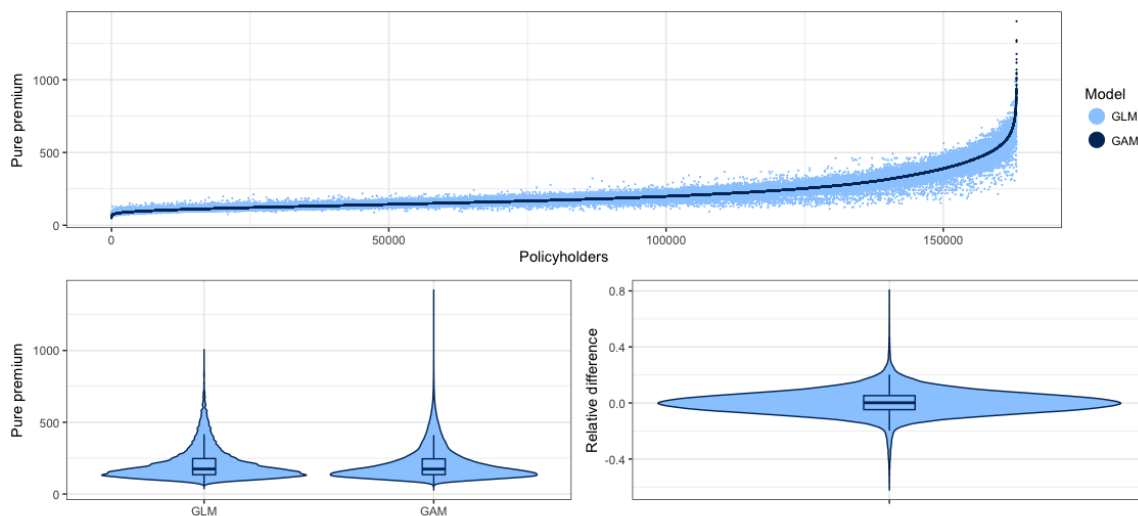 Pure premium
1000
500
0
0
50000
100000
150000
Policyholders
Model
GLM
GAM
Pure premium
1000
500
0
GLM
GAM
Relative difference
0.8
0.4
0.0
-0.4